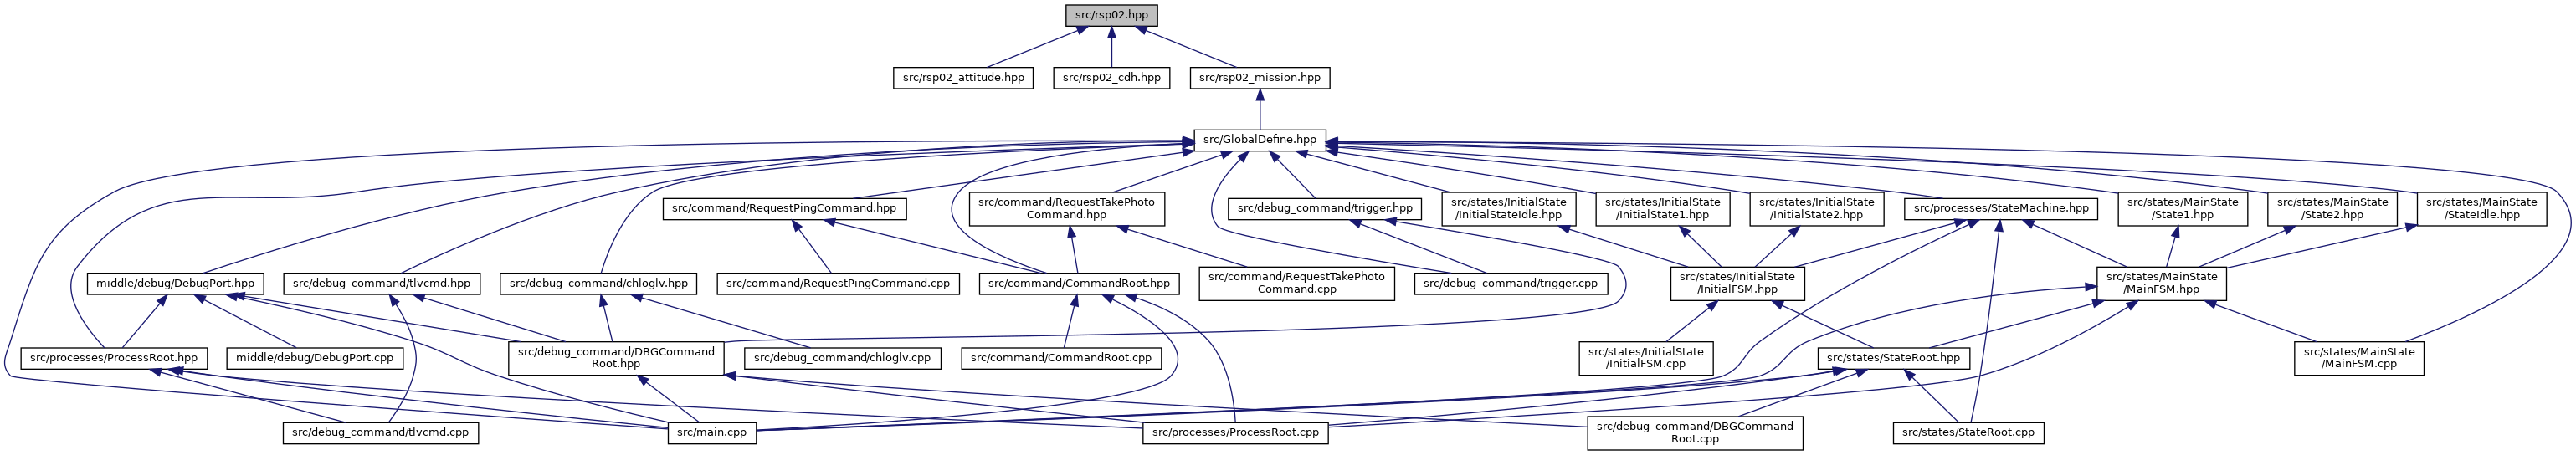 src/rsp02.hpp
src/rsp02_attitude.hpp
src/rsp02_cdh.hpp
src/rsp02_mission.hpp
src/GlobalDefine.hpp
src/command/RequestPingCommand.hpp
src/command/RequestTakePhoto
Command.hpp
src/debug_command/trigger.hpp
src/states/InitialState
/InitialStateIdle.hpp
src/states/InitialState
/InitialState1.hpp
src/states/InitialState
/InitialState2.hpp
src/processes/StateMachine.hpp
src/states/MainState
/State1.hpp
src/states/MainState
/State2.hpp
src/states/MainState
/StateIdle.hpp
middle/debug/DebugPort.hpp
src/debug_command/tlvcmd.hpp
src/debug_command/chloglv.hpp
src/command/RequestPingCommand.cpp
src/command/CommandRoot.hpp
src/command/RequestTakePhoto
Command.cpp
src/debug_command/trigger.cpp
src/states/InitialState
/InitialFSM.hpp
src/states/MainState
/MainFSM.hpp
src/processes/ProcessRoot.hpp
middle/debug/DebugPort.cpp
src/debug_command/DBGCommand
Root.hpp
src/debug_command/chloglv.cpp
src/command/CommandRoot.cpp
src/states/InitialState
/InitialFSM.cpp
src/states/StateRoot.hpp
src/states/MainState
/MainFSM.cpp
src/debug_command/tlvcmd.cpp
src/main.cpp
src/processes/ProcessRoot.cpp
src/debug_command/DBGCommand
Root.cpp
src/states/StateRoot.cpp